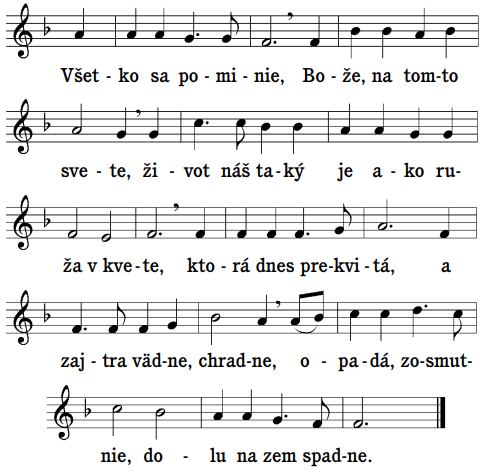 Všet - ko sa po - mi - nie, Bo - že, na tom-to
sve - te, ži - vot náš ta - ký je a - ko ru-
ža v kve - te, kto - rá dnes pre-kvi - tá, a
zaj - tra väd-ne, chrad-ne, o - pa-dá, zo-smut-
nie, do - lu na zem spad-ne.